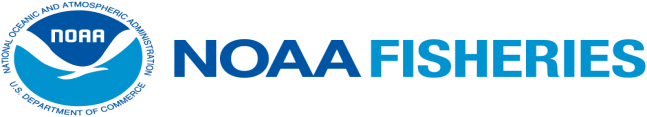 NATIONAL OCEANIC AND ATMOSPHERIC ADMINISTRATION
NOAA
U.S. DEPARTMENT OF COMMERCE
NOAA FISHERIES